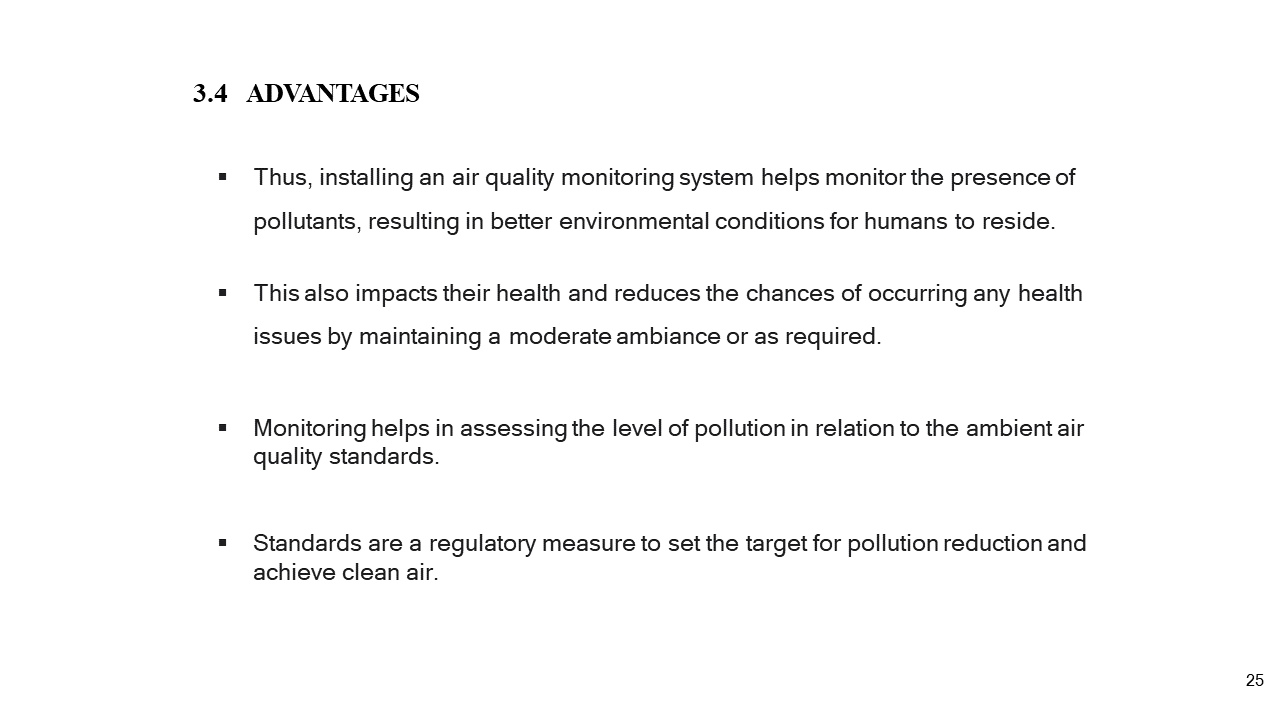 3.4 ADVANTAGES
▪ Thus, installing an air quality monitoring system helps monitor the presence of
pollutants, resulting in better environmental conditions for humans to reside.
▪ This also impacts their health and reduces the chances of occurring any health
issues by maintaining a moderate ambiance or as required.
▪ Monitoring helps in assessing the level of pollution in relation to the ambient air
quality standards.
▪ Standards are a regulatory measure to set the target for pollution reduction and
achieve clean air.
25